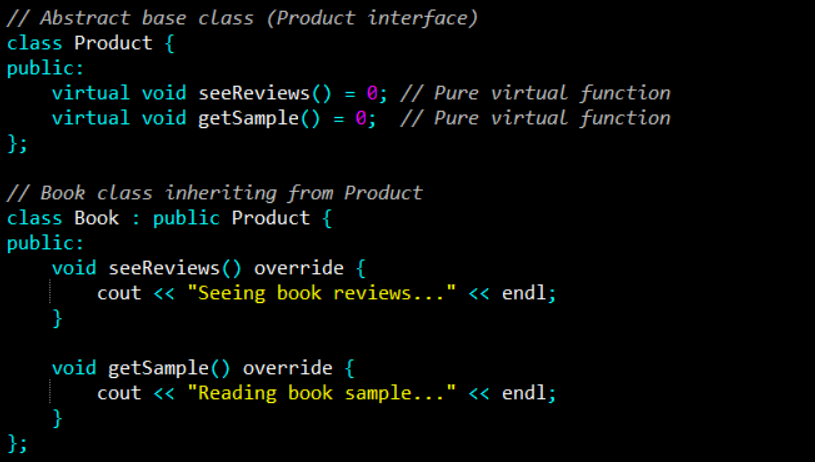 // Abstract base class (Product interface)
class Product {
public:
    virtual void seeReviews() = 0; // Pure virtual function
    virtual void getSample() = 0;  // Pure virtual function
};

// Book class inheriting from Product
class Book : public Product {
public:
    void seeReviews() override {
        cout << "Seeing book reviews..." << endl;
    }

    void getSample() override {
        cout << "Reading book sample..." << endl;
    }
};